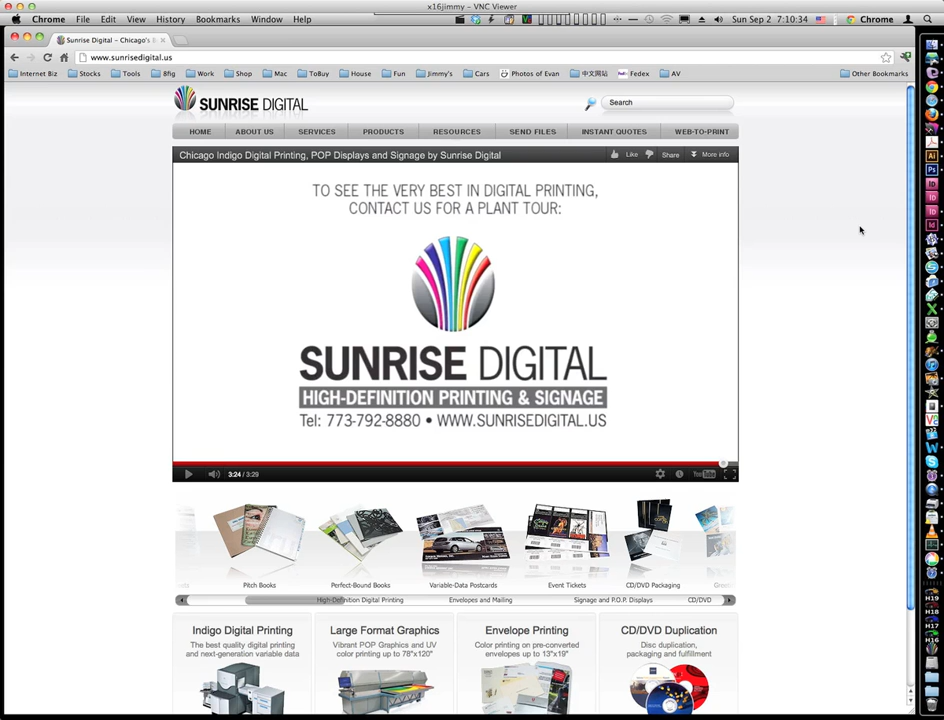 x16jimmy – VNC Viewer
Chrome File Edit View History Bookmarks Window Help
Sun Sep 2 7:10:34 Chrome
Sunrise Digital – Chicago's B
www.sunrisedigital.us
Internet Biz Stocks Tools 8fig Work Shop Mac ToBuy House Fun Jimmy's Cars Photos of Evan 中文网站 Fedex AV Other Bookmarks
SUNRISE DIGITAL
Search
HOME ABOUT US SERVICES PRODUCTS RESOURCES SEND FILES INSTANT QUOTES WEB-TO-PRINT
Chicago Indigo Digital Printing, POP Displays and Signage by Sunrise Digital Like Share More info
TO SEE THE VERY BEST IN DIGITAL PRINTING,
CONTACT US FOR A PLANT TOUR:
SUNRISE DIGITAL
HIGH-DEFINITION PRINTING & SIGNAGE
Tel: 773-792-8880 • WWW.SUNRISEDIGITAL.US
3:24 / 3:29 YouTube
Pitch Books Perfect-Bound Books Variable-Data Postcards Event Tickets CD/DVD Packaging
High-Definition Digital Printing Envelopes and Mailing Signage and P.O.P. Displays CD/DVD
Indigo Digital Printing Large Format Graphics Envelope Printing CD/DVD Duplication
The best quality digital printing
and next-generation variable data
Vibrant POP Graphics and UV
color printing up to 78"x120"
Color printing on pre-converted
envelopes up to 13"x19"
Disc duplication,
packaging and fulfillment
H19
H18
H17
H16